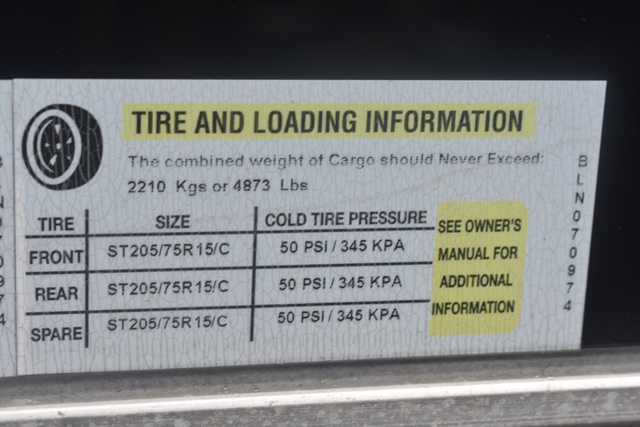 TIRE AND LOADING INFORMATION
The combined weight of Cargo should Never Exceed:
2210 Kgs or 4873 Lbs
TIRE SIZE COLD TIRE PRESSURE
FRONT ST205/75R15/C 50 PSI / 345 KPA
REAR ST205/75R15/C 50 PSI / 345 KPA
SPARE ST205/75R15/C 50 PSI / 345 KPA
SEE OWNER'S
MANUAL FOR
ADDITIONAL
INFORMATION
BLN070974